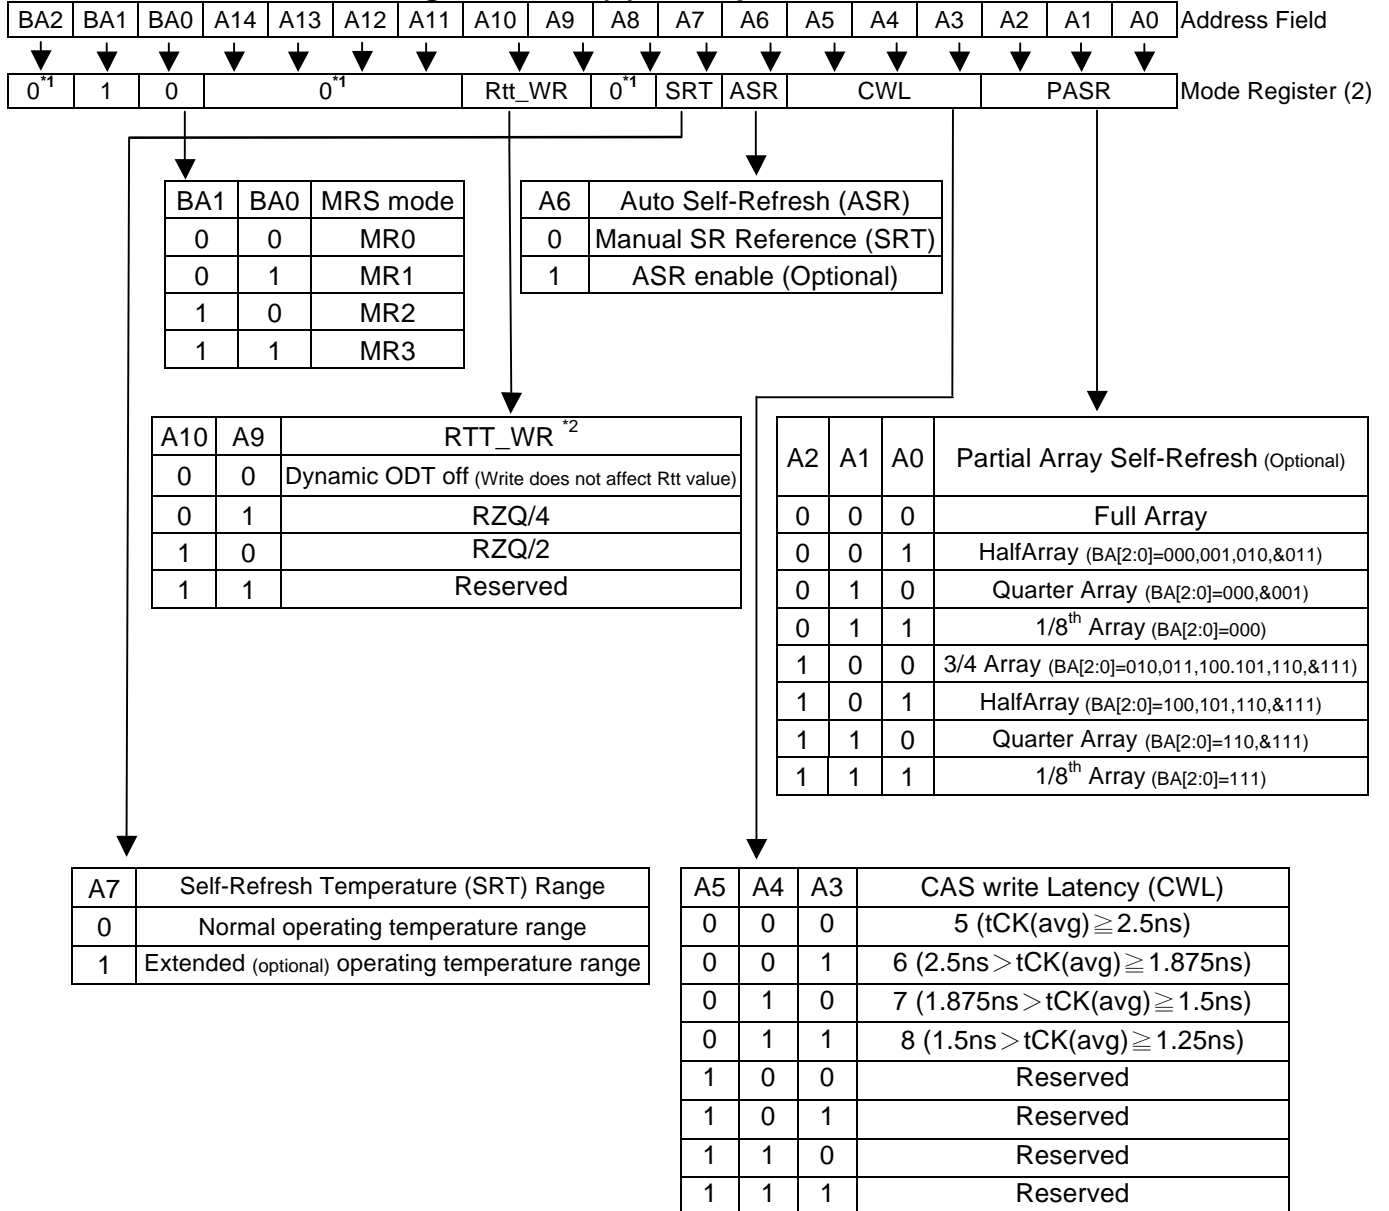 BA2 BA1 BA0 A14 A13 A12 A11 A10 A9 A8 A7 A6 A5 A4 A3 A2 A1 A0 Address Field
0*1 1 0 0*1 Rtt_WR 0*1 SRT ASR CWL PASR Mode Register (2)
BA1 BA0 MRS mode
0 0 MR0
0 1 MR1
1 0 MR2
1 1 MR3
A6 Auto Self-Refresh (ASR)
0 Manual SR Reference (SRT)
1 ASR enable (Optional)
A10 A9 RTT_WR *2
0 0 Dynamic ODT off (Write does not affect Rtt value)
0 1 RZQ/4
1 0 RZQ/2
1 1 Reserved
A2 A1 A0 Partial Array Self-Refresh (Optional)
0 0 0 Full Array
0 0 1 HalfArray (BA[2:0]=000,001,010,&011)
0 1 0 Quarter Array (BA[2:0]=000,&001)
0 1 1 1/8th Array (BA[2:0]=000)
1 0 0 3/4 Array (BA[2:0]=010,011,100.101,110,&111)
1 0 1 HalfArray (BA[2:0]=100,101,110,&111)
1 1 0 Quarter Array (BA[2:0]=110,&111)
1 1 1 1/8th Array (BA[2:0]=111)
A7 Self-Refresh Temperature (SRT) Range
0 Normal operating temperature range
1 Extended (optional) operating temperature range
A5 A4 A3 CAS write Latency (CWL)
0 0 0 5 (tCK(avg)≧2.5ns)
0 0 1 6 (2.5ns＞tCK(avg)≧1.875ns)
0 1 0 7 (1.875ns＞tCK(avg)≧1.5ns)
0 1 1 8 (1.5ns＞tCK(avg)≧1.25ns)
1 0 0 Reserved
1 0 1 Reserved
1 1 0 Reserved
1 1 1 Reserved